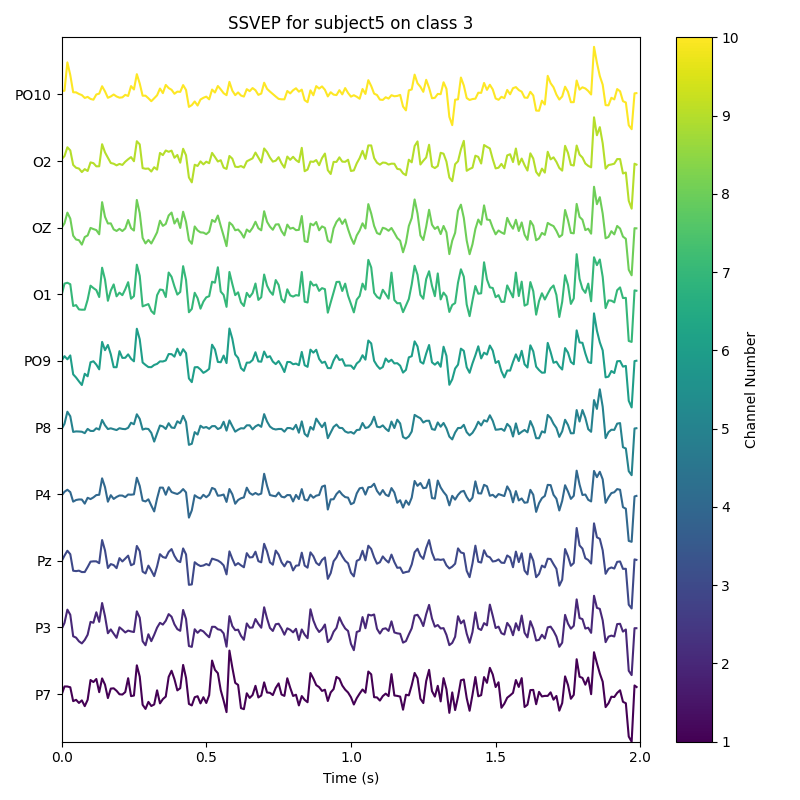 SSVEP for subject5 on class 3
PO10
O2
OZ
O1
PO9
P8
P4
Pz
P3
P7
0.0
0.5
1.0
1.5
2.0
Time (s)
10
9
8
7
6
5
4
3
2
1
Channel Number